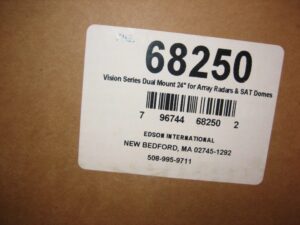 68250
Vision Series Dual Mount 24" for Array Radars & SAT Domes
7 96744 68250 2
EDSON INTERNATIONAL
NEW BEDFORD, MA 02745-1292
508-995-9711